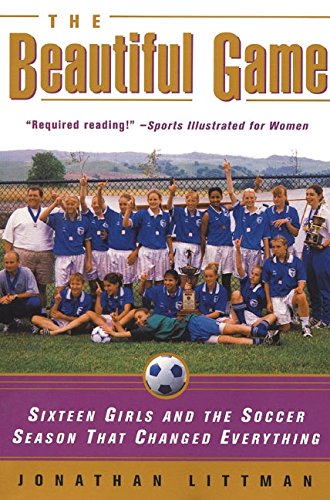 THE
Beautiful Game
"Required reading!" –Sports Illustrated for Women
SIXTEEN GIRLS AND THE SOCCER
SEASON THAT CHANGED EVERYTHING
JONATHAN LITTMAN